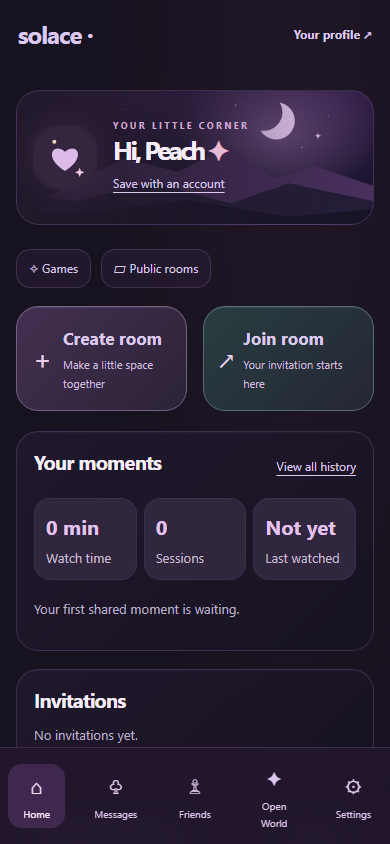 solace •
Your profile ↗
YOUR LITTLE CORNER
Hi, Peach
Save with an account
Games
Public rooms
Create room
Make a little space
together
Join room
Your invitation starts
here
Your moments
View all history
0 min
Watch time
0
Sessions
Not yet
Last watched
Your first shared moment is waiting.
Invitations
No invitations yet.
Home
Messages
Friends
Open
World
Settings